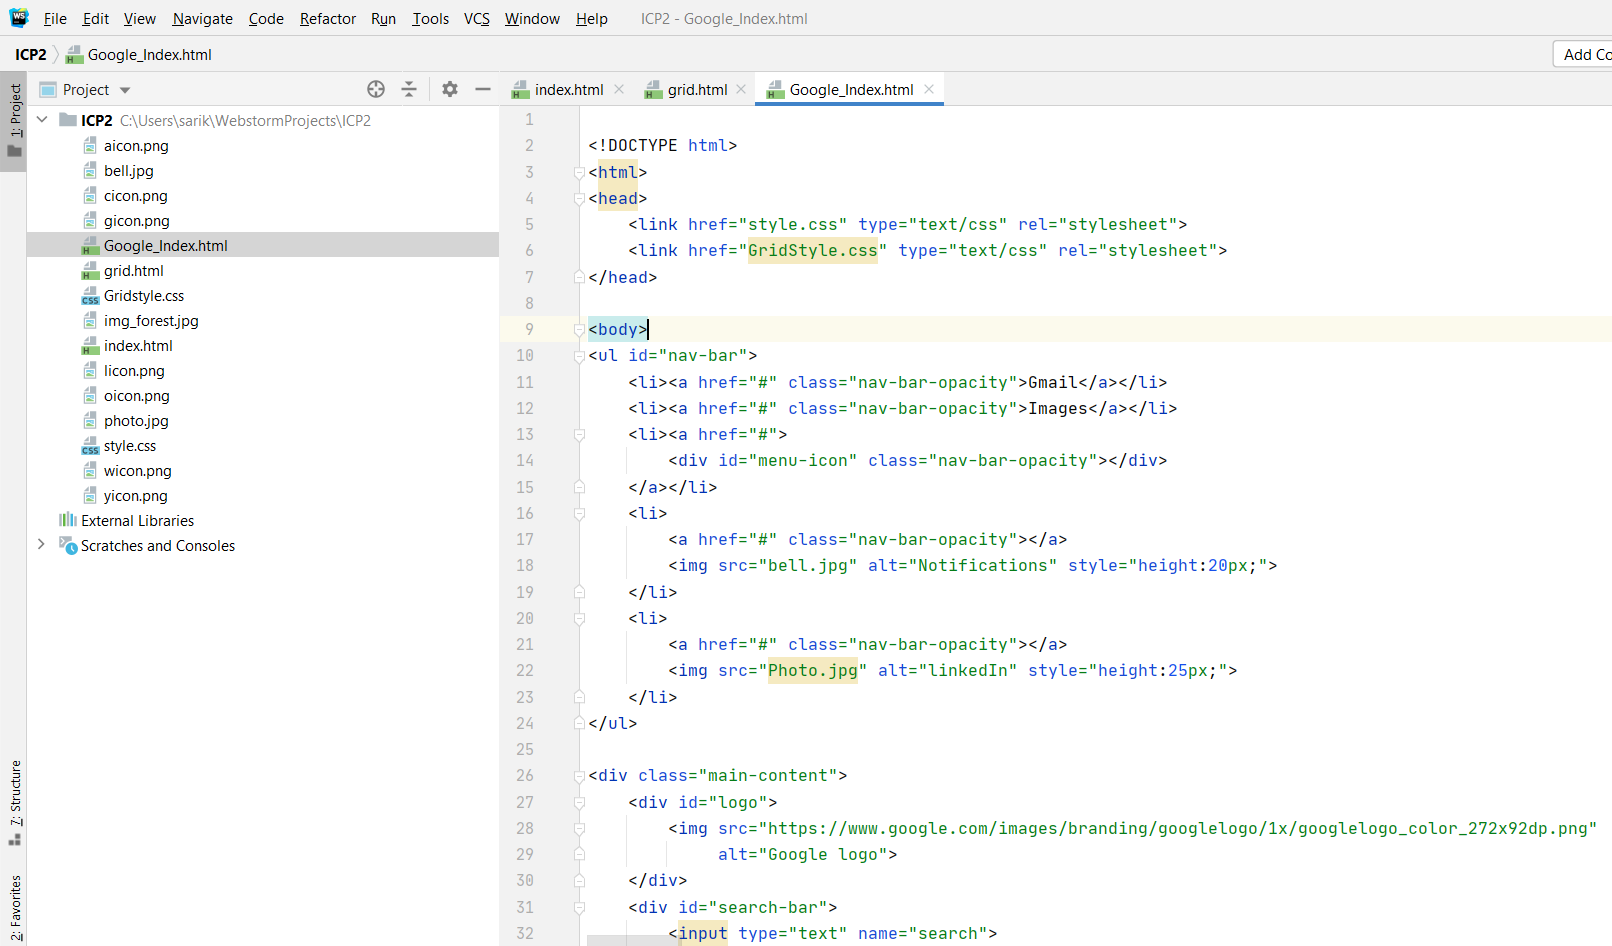 WS File Edit View Navigate Code Refactor Run Tools VCS Window Help ICP2 - Google_Index.html
ICP2 Google_Index.html Add Co
1: Project
Project
index.html grid.html Google_Index.html
ICP2 C:\Users\sarik\WebstormProjects\ICP2
aicon.png
bell.jpg
cicon.png
gicon.png
Google_Index.html
grid.html
Gridstyle.css
img_forest.jpg
index.html
licon.png
oicon.png
photo.jpg
style.css
wicon.png
yicon.png
External Libraries
Scratches and Consoles
7: Structure
2: Favorites
1
2 <!DOCTYPE html>
3 <html>
4 <head>
5 <link href="style.css" type="text/css" rel="stylesheet">
6 <link href="GridStyle.css" type="text/css" rel="stylesheet">
7 </head>
8
9 <body>
10 <ul id="nav-bar">
11 <li><a href="#" class="nav-bar-opacity">Gmail</a></li>
12 <li><a href="#" class="nav-bar-opacity">Images</a></li>
13 <li><a href="#">
14 <div id="menu-icon" class="nav-bar-opacity"></div>
15 </a></li>
16 <li>
17 <a href="#" class="nav-bar-opacity"></a>
18 <img src="bell.jpg" alt="Notifications" style="height:20px;">
19 </li>
20 <li>
21 <a href="#" class="nav-bar-opacity"></a>
22 <img src="Photo.jpg" alt="linkedIn" style="height:25px;">
23 </li>
24 </ul>
25
26 <div class="main-content">
27 <div id="logo">
28 <img src="https://www.google.com/images/branding/googlelogo/1x/googlelogo_color_272x92dp.png"
29 alt="Google logo">
30 </div>
31 <div id="search-bar">
32 <input type="text" name="search">